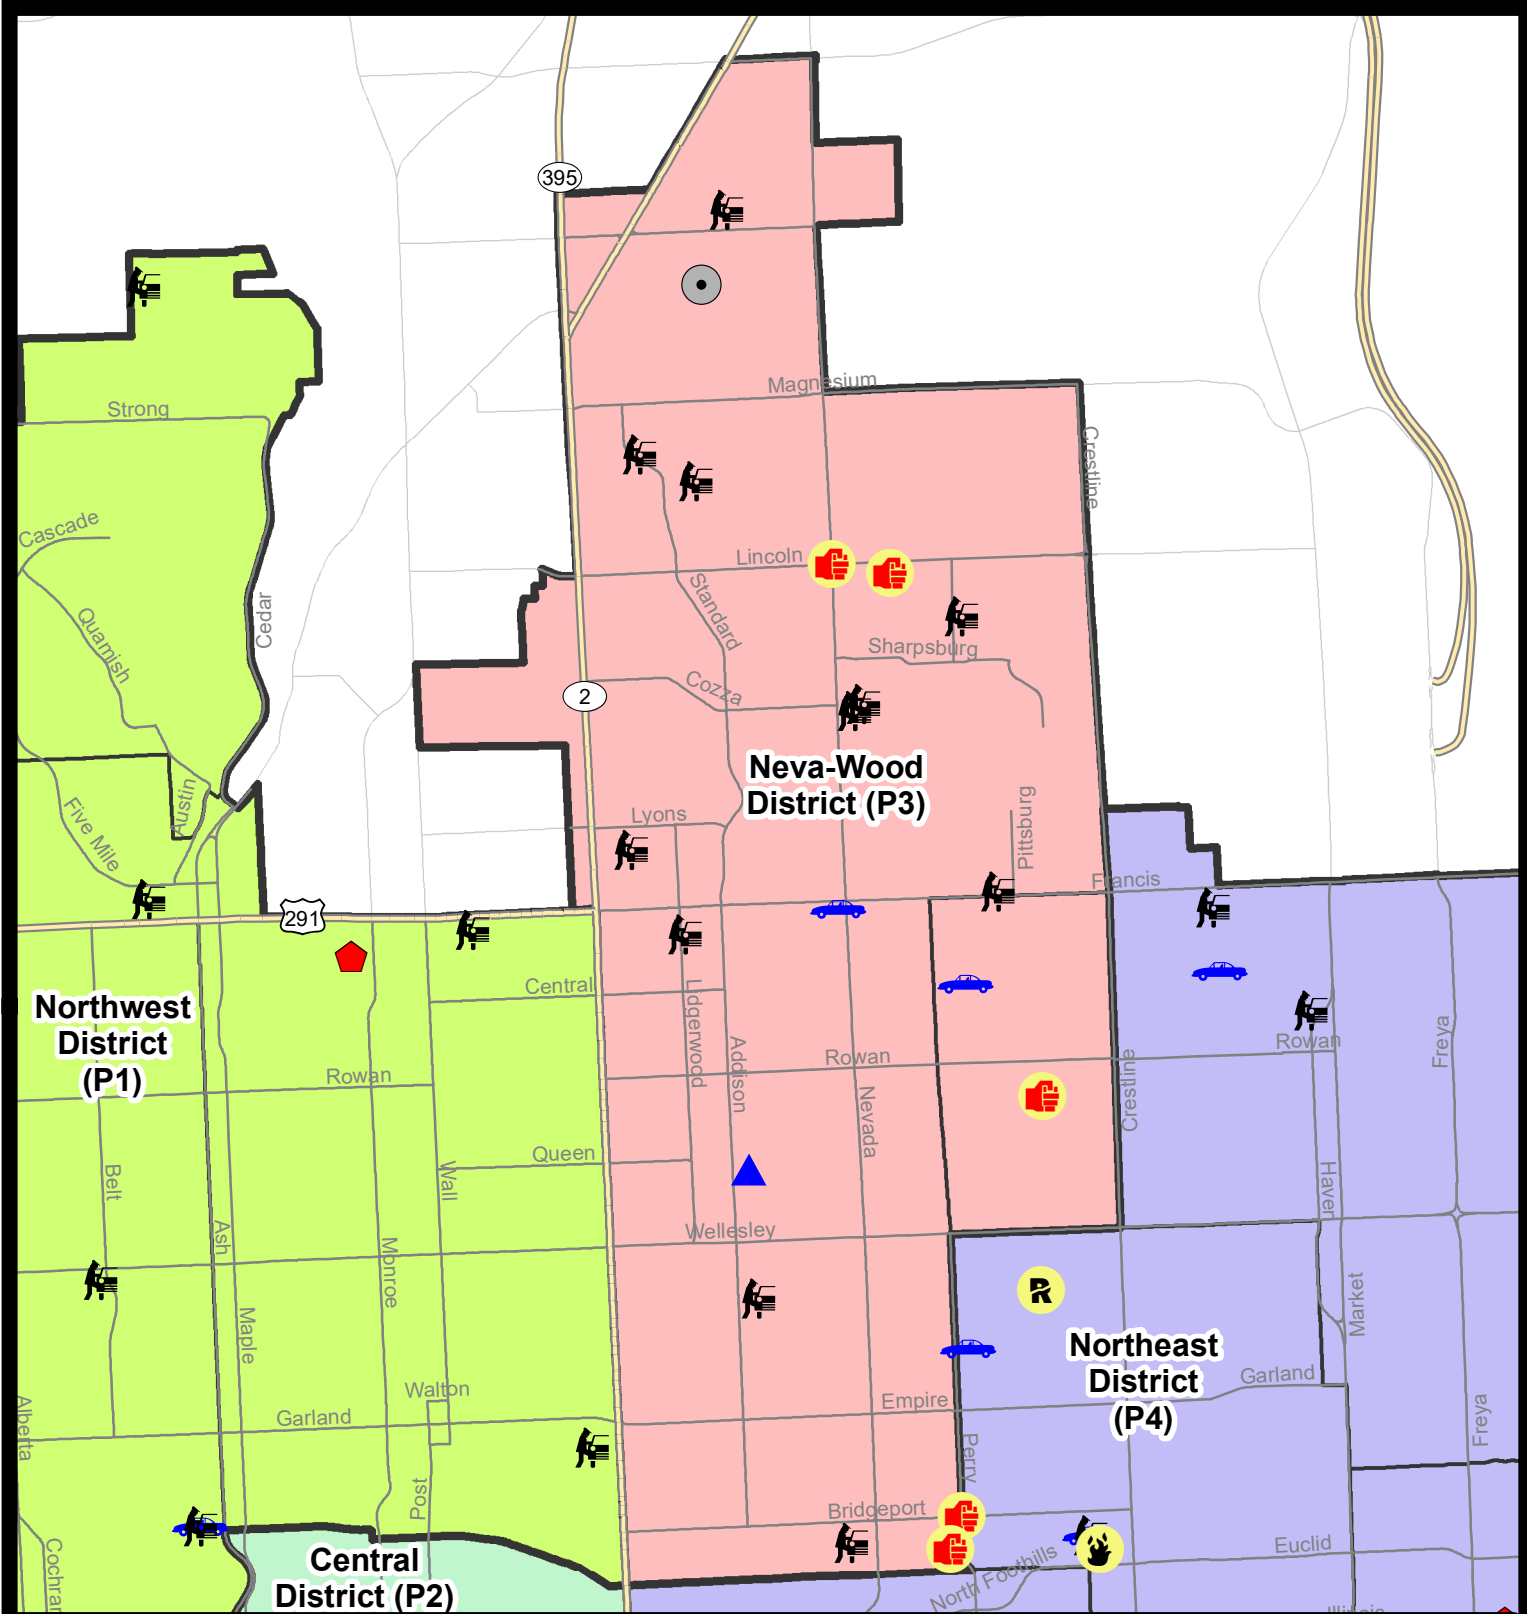 395
Strong
Magnesium
Crestline
Cascade
Lincoln
Quamish
Cedar
Standard
Sharpsburg
Cozza
2
Neva-Wood
District (P3)
Five Mile
Austin
Lyons
Pittsburg
Francis
291
Central
Northwest
District
(P1)
Lidgerwood
Addison
Rowan
Rowan
Rowan
Freya
Crestline
Nevada
Queen
Belt
Wall
Haven
Ash
Monroe
Wellesley
Maple
Market
Northeast
District
(P4)
Walton
Garland
Empire
Garland
Alberta
Freya
Perry
Post
Bridgeport
Euclid
Central
District (P2)
North Foothills